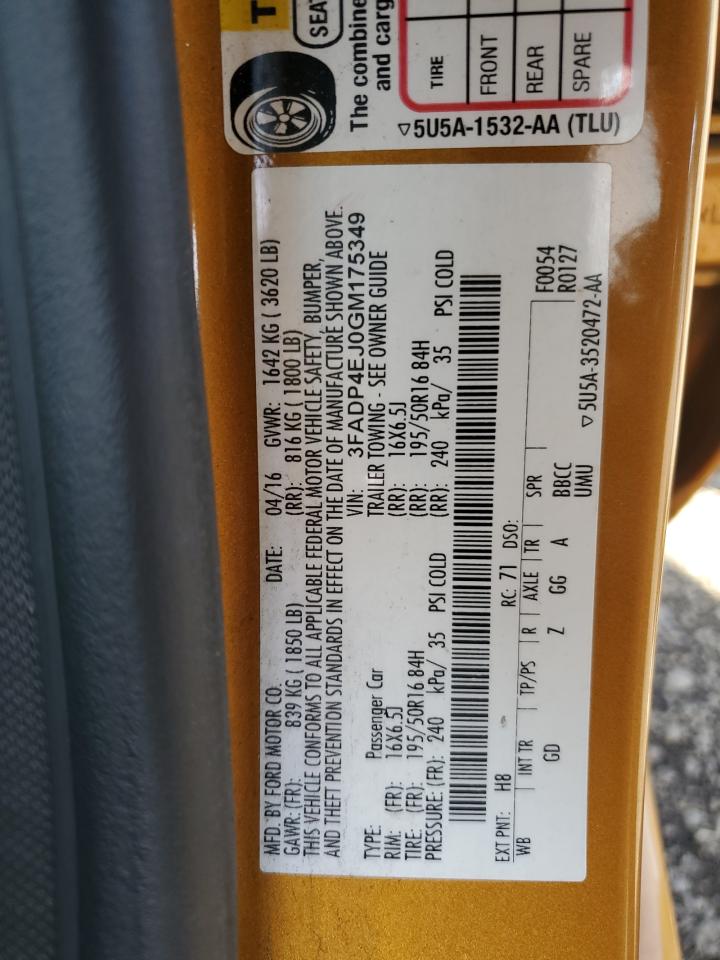 T
SEAT
The combine
and carg
TIRE
FRONT
REAR
SPARE
▽5U5A-1532-AA (TLU)
MFD. BY FORD MOTOR CO. DATE: 04/16 GVWR: 1642 KG ( 3620 LB)
GAWR: (FR): 839 KG ( 1850 LB) (RR): 816 KG ( 1800 LB)
THIS VEHICLE CONFORMS TO ALL APPLICABLE FEDERAL MOTOR VEHICLE SAFETY, BUMPER,
AND THEFT PREVENTION STANDARDS IN EFFECT ON THE DATE OF MANUFACTURE SHOWN ABOVE.
VIN: 3FADP4EJ0GM175349
TYPE: Passenger Car TRAILER TOWING - SEE OWNER GUIDE
RIM: (FR): 16X6.5J (RR): 16X6.5J
TIRE: (FR): 195/50R16 84H (RR): 195/50R16 84H
PRESSURE: (FR): 240 kPa/ 35 PSI COLD (RR): 240 kPa/ 35 PSI COLD
EXT PNT: H8 RC: 71 DSO: F0054
WB INT TR TP/PS R AXLE TR SPR R0127
GD Z GG A BBCC
UMU
▽5U5A-3520472-AA